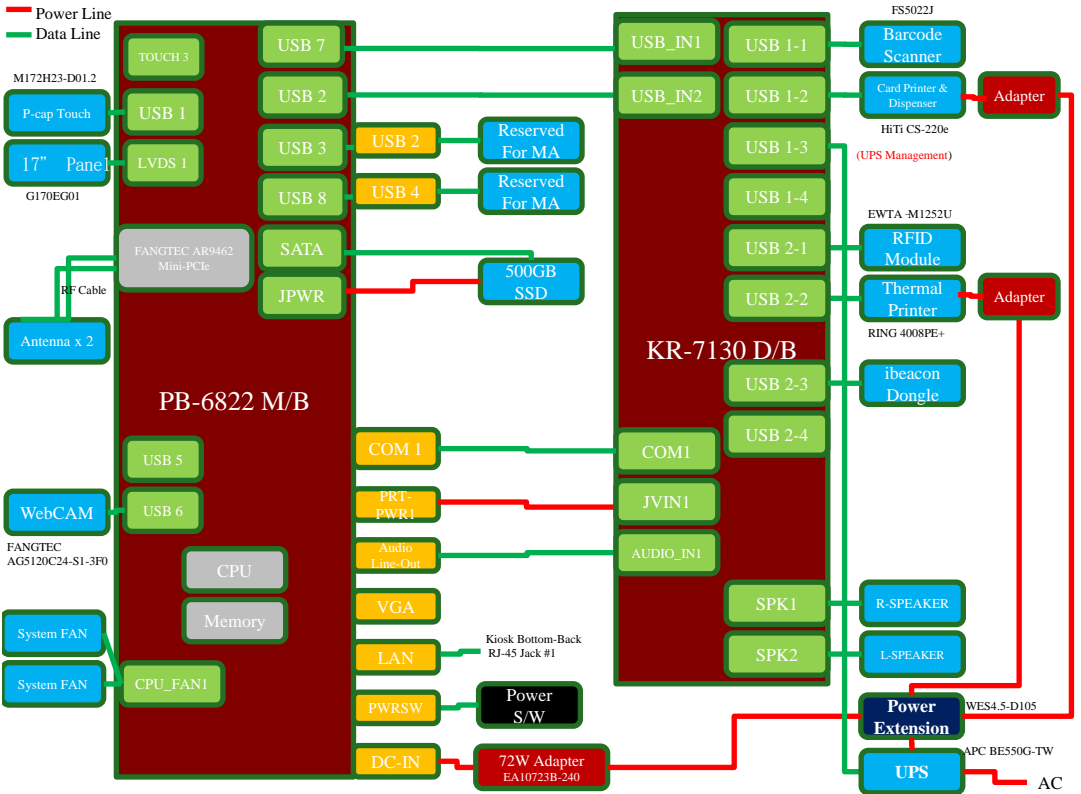 Power Line
Data Line
M172H23-D01.2
P-cap Touch
17” Panel
G170EG01
RF Cable
Antenna x 2
WebCAM
FANGTEC
AG5120C24-S1-3F0
System FAN
System FAN
TOUCH 3
USB 1
LVDS 1
FANGTEC AR9462
Mini-PCIe
PB-6822 M/B
USB 5
USB 6
CPU
Memory
CPU_FAN1
USB 7
USB 2
USB 3
USB 8
SATA
JPWR
USB 2
USB 4
Reserved
For MA
Reserved
For MA
500GB
SSD
COM 1
PRT-
PWR1
Audio
Line-Out
VGA
LAN
Kiosk Bottom-Back
RJ-45 Jack #1
PWRSW
Power
S/W
DC-IN
72W Adapter
EA10723B-240
USB_IN1
USB_IN2
KR-7130 D/B
COM1
JVIN1
AUDIO_IN1
USB 1-1
USB 1-2
USB 1-3
USB 1-4
USB 2-1
USB 2-2
USB 2-3
USB 2-4
SPK1
SPK2
FS5022J
Barcode
Scanner
Card Printer &
Dispenser
HiTi CS-220e
Adapter
(UPS Management)
EWTA -M1252U
RFID
Module
Thermal
Printer
RING 4008PE+
Adapter
ibeacon
Dongle
R-SPEAKER
L-SPEAKER
Power
Extension
WES4.5-D105
APC BE550G-TW
UPS
AC